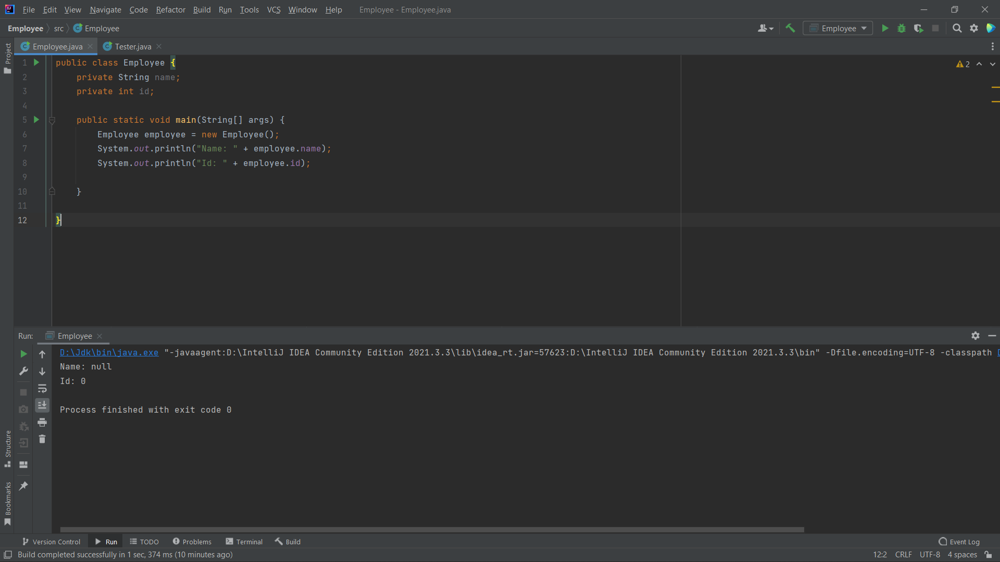 File Edit View Navigate Code Refactor Build Run Tools VCS Window Help Employee - Employee.java
Employee src Employee Employee
Project
Employee.java Tester.java
2
1 public class Employee {
2 private String name;
3 private int id;
4
5 public static void main(String[] args) {
6 Employee employee = new Employee();
7 System.out.println("Name: " + employee.name);
8 System.out.println("Id: " + employee.id);
9
10 }
11
12 }
Run: Employee
D:\Jdk\bin\java.exe "-javaagent:D:\IntelliJ IDEA Community Edition 2021.3.3\lib\idea_rt.jar=57623:D:\IntelliJ IDEA Community Edition 2021.3.3\bin" -Dfile.encoding=UTF-8 -classpath
Name: null
Id: 0
Process finished with exit code 0
Structure
Bookmarks
Version Control Run TODO Problems Terminal Build Event Log
Build completed successfully in 1 sec, 374 ms (10 minutes ago) 12:2 CRLF UTF-8 4 spaces